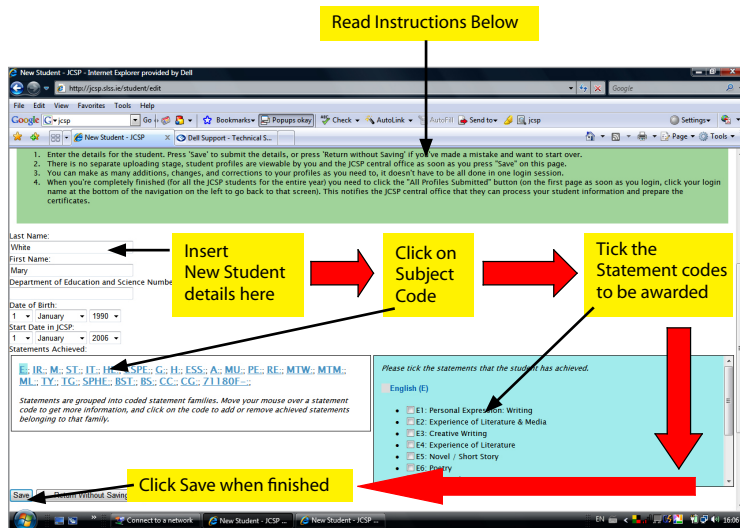 Read Instructions Below
New Student - JCSP - Internet Explorer provided by Dell
http://jcsp.slss.ie/student/edit
Google
File Edit View Favorites Tools Help
Google jcsp Go Bookmarks Popups okay Check AutoLink AutoFill Send to jcsp Settings
New Student - JCSP X Dell Support - Technical S... Page Tools
1. Enter the details for the student. Press 'Save' to submit the details, or press 'Return without Saving' if you've made a mistake and want to start over.
2. There is no separate uploading stage, student profiles are viewable by you and the JCSP central office as soon as you press "Save" on this page.
3. You can make as many additions, changes, and corrections to your profiles as you need to, it doesn't have to be all done in one login session.
4. When you're completely finished (for all the JCSP students for the entire year) you need to click the "All Profiles Submitted" button (on the first page as soon as you login, click your login
name at the bottom of the navigation on the left to go back to that screen). This notifies the JCSP central office that they can process your student information and prepare the
certificates.
Last Name:
White
First Name:
Mary
Department of Education and Science Numbe
Date of Birth:
1 January 1990
Start Date in JCSP:
1 January 2006
Statements Achieved:
Insert
New Student
details here
Click on
Subject
Code
Tick the
Statement codes
to be awarded
E:; IR:; M:; ST:; IT:; SPE:; G:; H:; ESS:; A:; MU:; PE:; RE:; MTW:; MTM:;
ML:; TY:; TG:; SPHE:; BST:; BS:; CC:; CG:; 71180F-:;
Statements are grouped into coded statement families. Move your mouse over a statement
code to get more information, and click on the code to add or remove achieved statements
belonging to that family.
Please tick the statements that the student has achieved.
English (E)
E1: Personal Expression: Writing
E2: Experience of Literature & Media
E3: Creative Writing
E4: Experience of Literature
E5: Novel / Short Story
E6: Poetry
Save Return Without Saving
Click Save when finished
Connect to a network New Student - JCSP ... New Student - JCSP ... EN 16:06